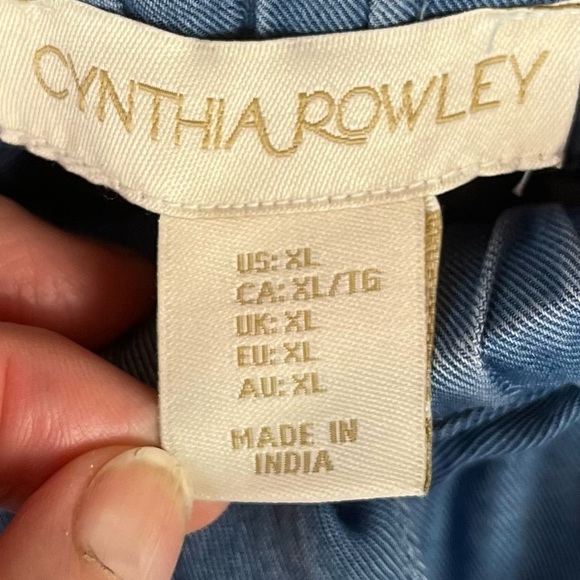 CYNTHIA ROWLEY
US: XL
CA: XL/TG
UK: XL
EU: XL
AU: XL
MADE IN
INDIA